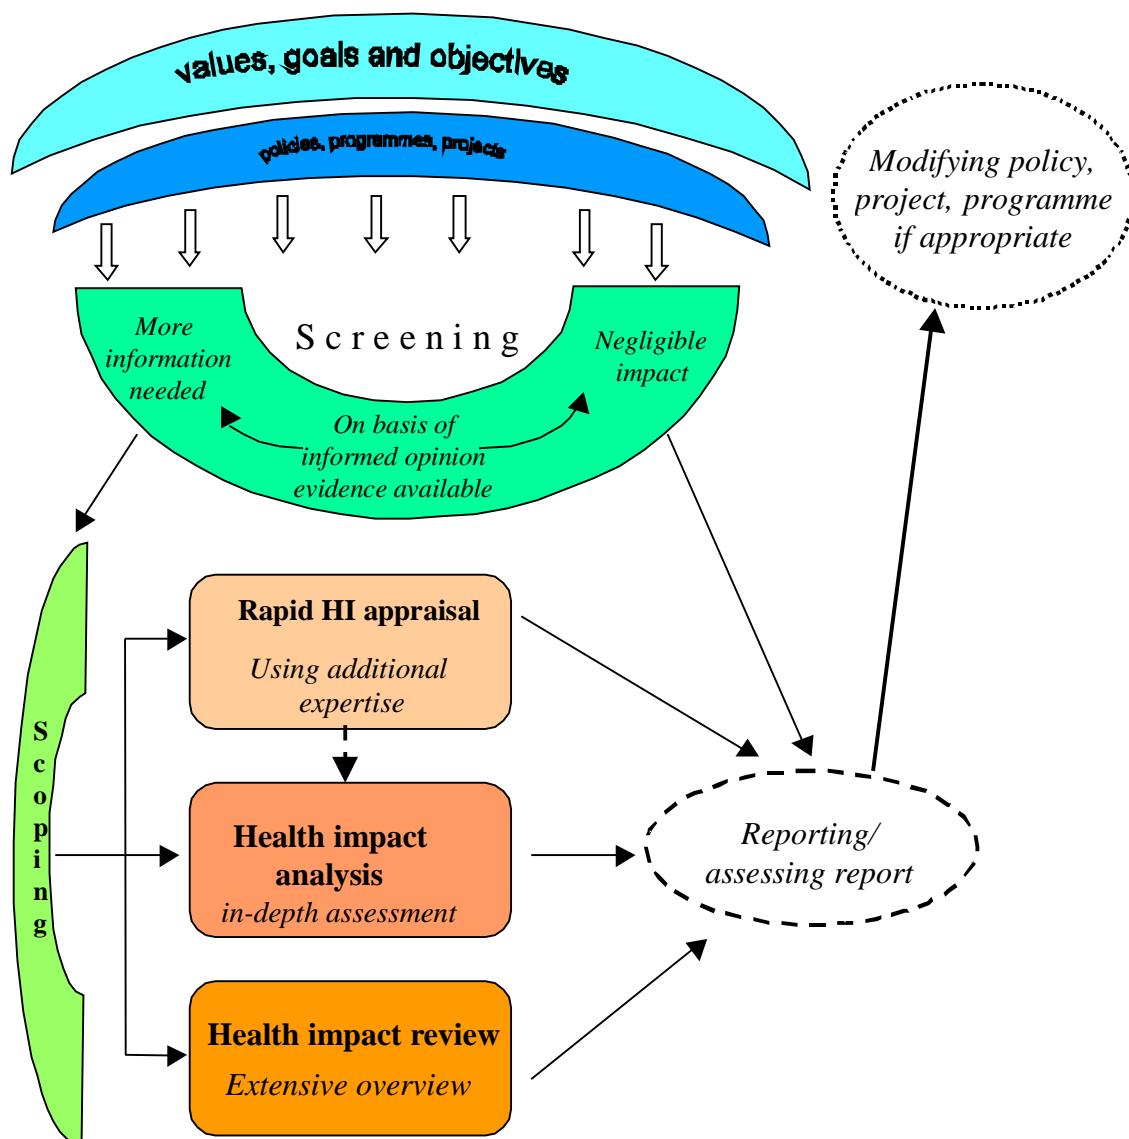 values, goals and objectives
policies, programmes, projects
Modifying policy,
project, programme
if appropriate
Screening
More
information
needed
Negligible
impact
On basis of
informed opinion
evidence available
Scoping
Rapid HI appraisal
Using additional
expertise
Health impact
analysis
in-depth assessment
Reporting/
assessing report
Health impact review
Extensive overview